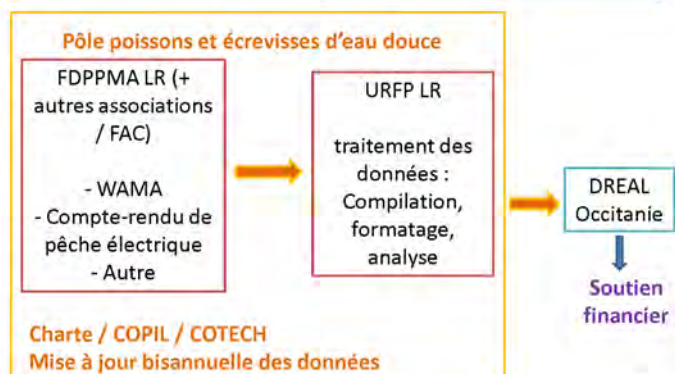 Pôle poissons et écrevisses d'eau douce
FDPPMA LR (+
autres associations
/ FAC)
- WAMA
- Compte-rendu de
pêche électrique
- Autre
URFP LR
traitement des
données :
Compilation,
formatage,
analyse
DREAL
Occitanie
Soutien
financier
Charte / COPIL / COTECH
Mise à jour bisannuelle des données